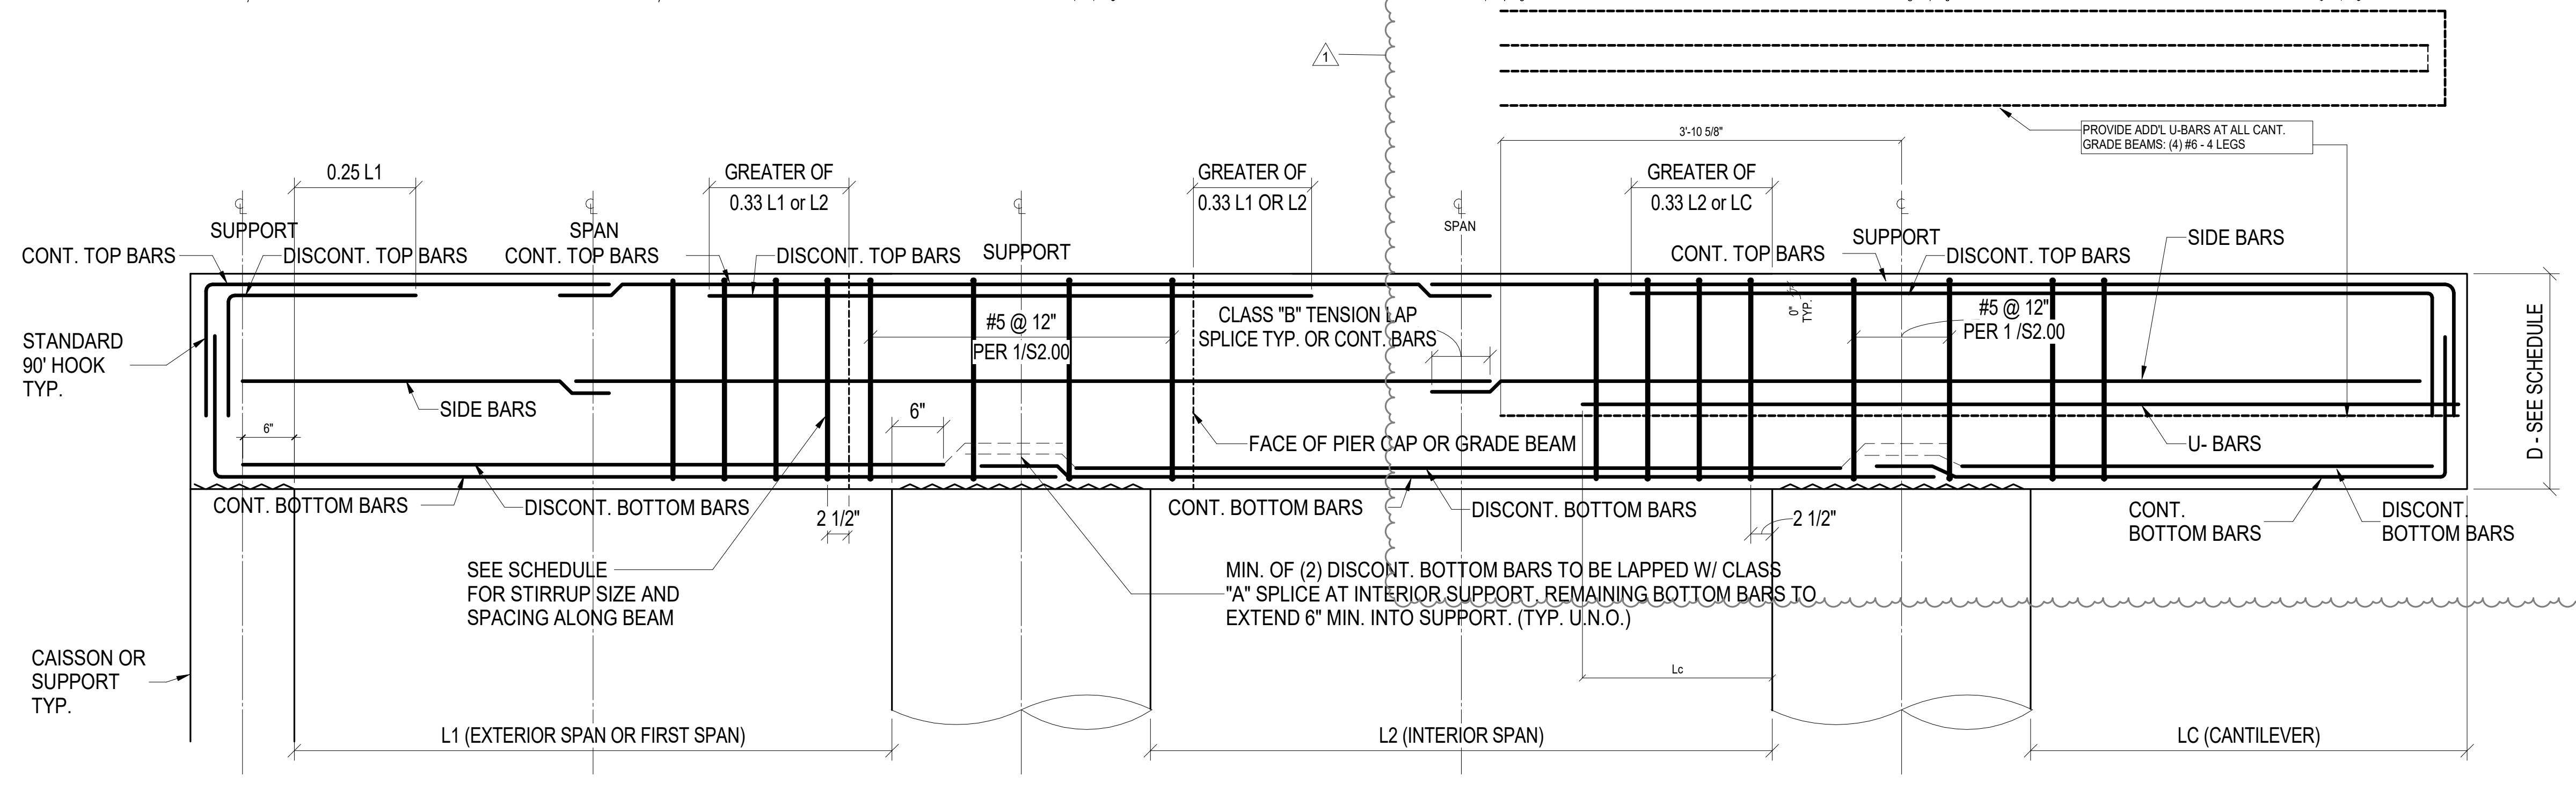 1
PROVIDE ADD'L U-BARS AT ALL CANT.
GRADE BEAMS: (4) #6 - 4 LEGS
3'-10 5/8"
0.25 L1
GREATER OF
0.33 L1 or L2
GREATER OF
0.33 L1 OR L2
GREATER OF
0.33 L2 or LC
SUPPORT
SPAN
SUPPORT
SPAN
SUPPORT
CONT. TOP BARS
DISCONT. TOP BARS
CONT. TOP BARS
DISCONT. TOP BARS
CONT. TOP BARS
DISCONT. TOP BARS
SIDE BARS
0"
TYP.
STANDARD
90' HOOK
TYP.
#5 @ 12"
PER 1/S2.00
CLASS "B" TENSION LAP
SPLICE TYP. OR CONT. BARS
#5 @ 12"
PER 1 /S2.00
D - SEE SCHEDULE
SIDE BARS
6"
6"
FACE OF PIER CAP OR GRADE BEAM
U- BARS
CONT. BOTTOM BARS
DISCONT. BOTTOM BARS
2 1/2"
CONT. BOTTOM BARS
DISCONT. BOTTOM BARS
2 1/2"
CONT.
BOTTOM BARS
DISCONT.
BOTTOM BARS
SEE SCHEDULE
FOR STIRRUP SIZE AND
SPACING ALONG BEAM
MIN. OF (2) DISCONT. BOTTOM BARS TO BE LAPPED W/ CLASS
"A" SPLICE AT INTERIOR SUPPORT. REMAINING BOTTOM BARS TO
EXTEND 6" MIN. INTO SUPPORT. (TYP. U.N.O.)
CAISSON OR
SUPPORT
TYP.
Lc
L1 (EXTERIOR SPAN OR FIRST SPAN)
L2 (INTERIOR SPAN)
LC (CANTILEVER)